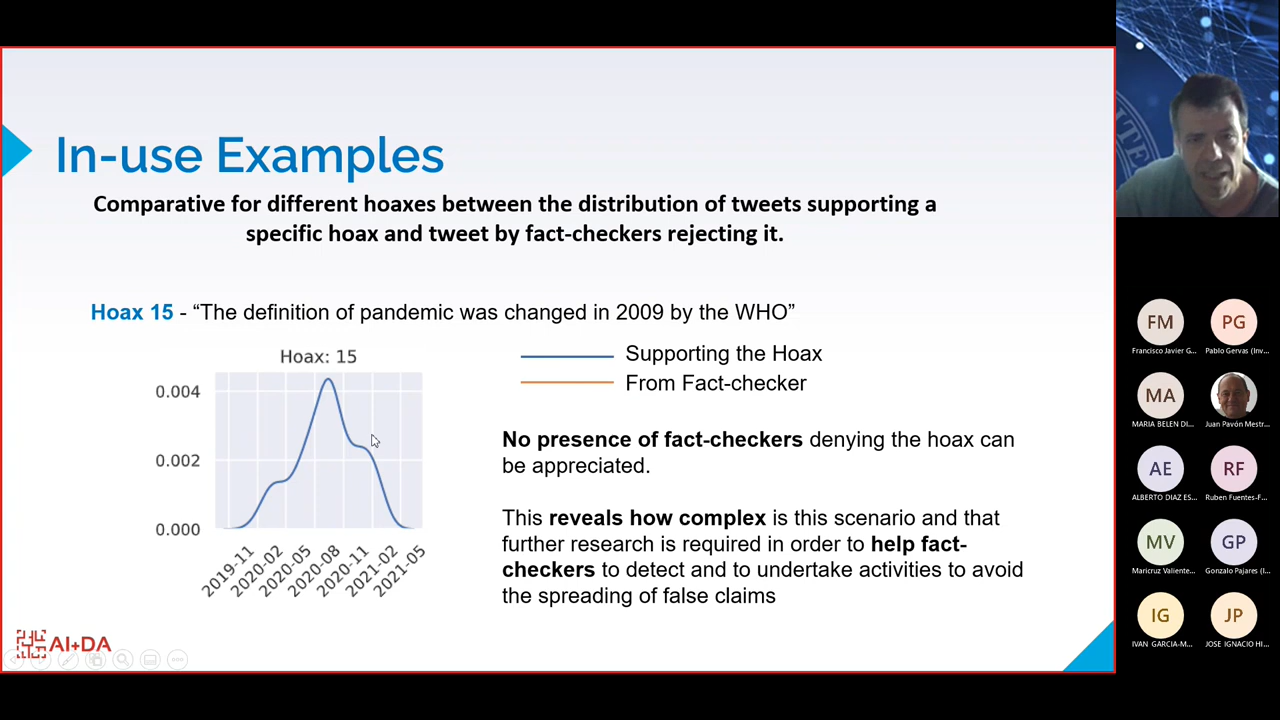 In-use Examples
Comparative for different hoaxes between the distribution of tweets supporting a
specific hoax and tweet by fact-checkers rejecting it.
Hoax 15 - “The definition of pandemic was changed in 2009 by the WHO”
Hoax: 15
0.004
0.002
0.000
2019-11
2020-02
2020-05
2020-08
2020-11
2021-02
2021-05
Supporting the Hoax
From Fact-checker
No presence of fact-checkers denying the hoax can
be appreciated.
This reveals how complex is this scenario and that
further research is required in order to help fact-
checkers to detect and to undertake activities to avoid
the spreading of false claims
AI+DA
FM
Francisco Javier G...
PG
Pablo Gervas (Inv...
MA
MARIA BELEN DI...
Juan Pavón Mestr...
AE
ALBERTO DIAZ ES...
RF
Ruben Fuentes-F...
MV
Maricruz Valiente...
GP
Gonzalo Pajares (I...
IG
IVAN GARCIA-M...
JP
JOSE IGNACIO HI...